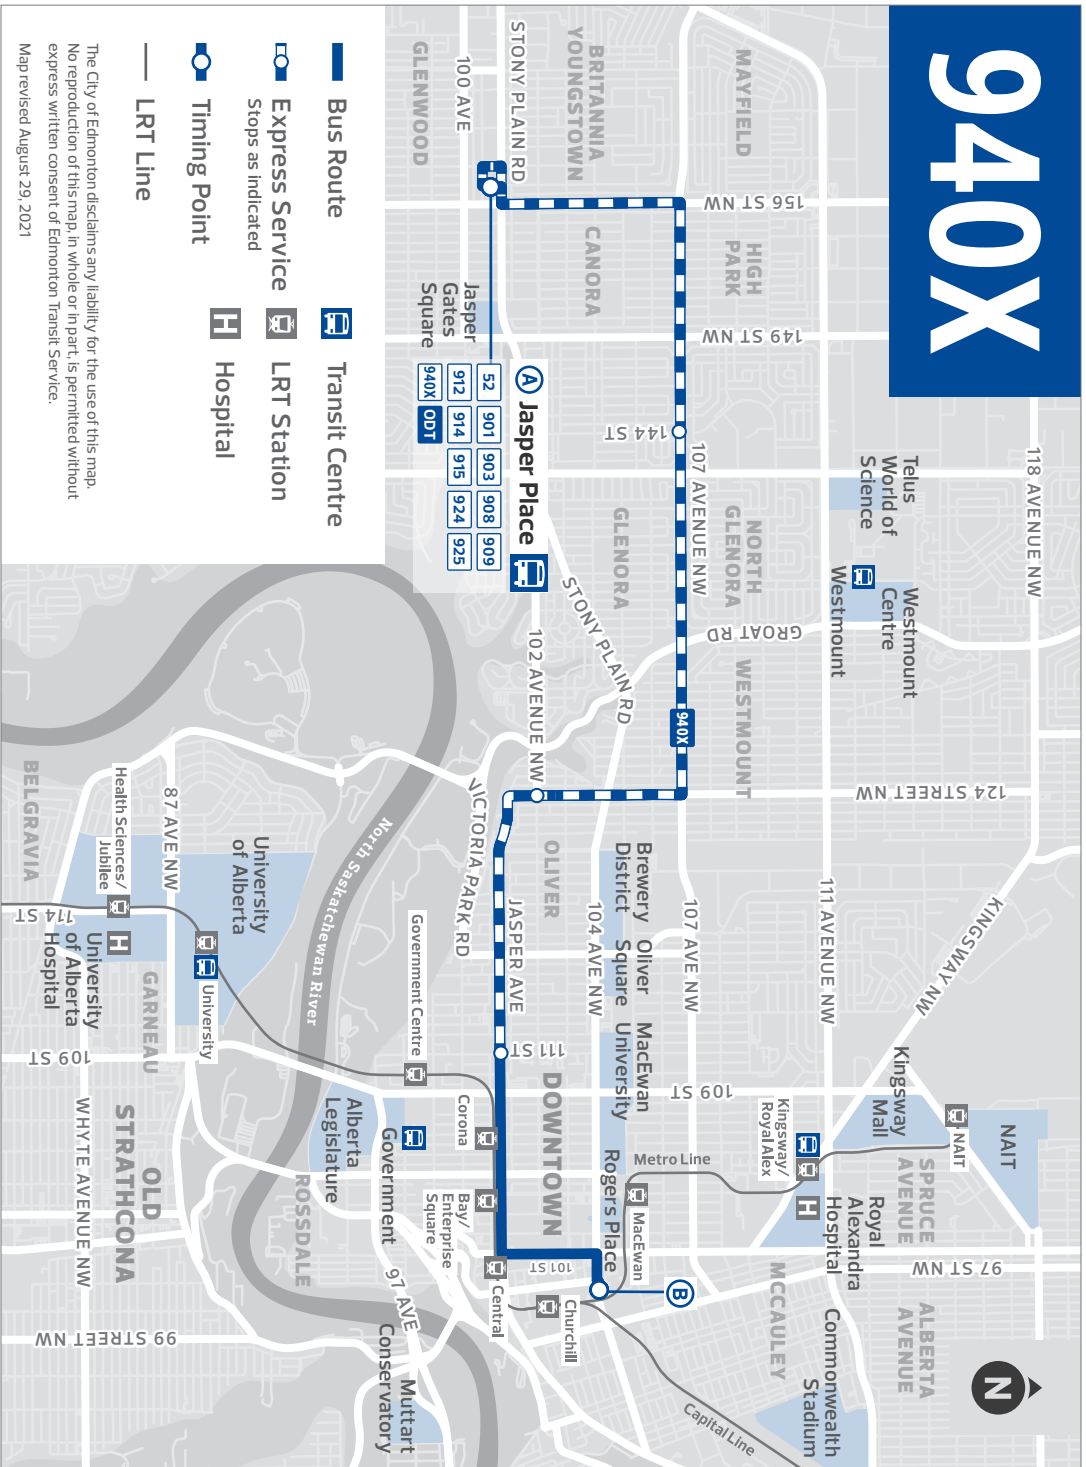 940X
118 AVENUE NW
MAYFIELD
BRITANNIA
YOUNGSTOWN
STONY PLAIN RD
100 AVE
GLENWOOD
156 ST NW
HIGH
PARK
CANORA
149 ST NW
Jasper
Gates
Square
144 ST
107 AVENUE NW
Telus
World of
Science
Westmount
Centre
Westmount
NORTH
GLENORA
GLENORA
GROAT RD
STONY PLAIN RD
102 AVENUE NW
A Jasper Place
52 901 903 908 909
912 914 915 924 925
940X ODT
WESTMOUNT
940X
124 STREET NW
111 AVENUE NW
KINGSWAY NW
107 AVE NW
104 AVE NW
Brewery
District
Oliver
Square
OLIVER
JASPER AVE
VICTORIA PARK RD
North Saskatchewan River
MacEwan
University
111 ST
109 ST
DOWNTOWN
Rogers Place
Metro Line
MacEwan
101 ST
B
Churchill
Central
Bay/
Enterprise
Square
Corona
Government Centre
Government
Alberta
Legislature
ROSSDALE
97 AVE
Muttart
Conservatory
Capital Line
Kingsway
Mall
NAIT
NAIT
Kingsway/
Royal Alex
Royal
Alexandra
Hospital
H
SPRUCE
AVENUE
97 ST NW
ALBERTA
AVENUE
MCCAULEY
Commonwealth
Stadium
N
BELGRAVIA
Health Sciences/
Jubilee
87 AVE NW
University
of Alberta
114 ST
H
University
of Alberta
Hospital
University
GARNEAU
109 ST
WHYTE AVENUE NW
OLD
STRATHCONA
99 STREET NW
Bus Route
Express Service
Stops as indicated
Timing Point
LRT Line
Transit Centre
LRT Station
H Hospital
The City of Edmonton disclaims any liability for the use of this map.
No reproduction of this map, in whole or in part, is permitted without
express written consent of Edmonton Transit Service.
Map revised August 29, 2021